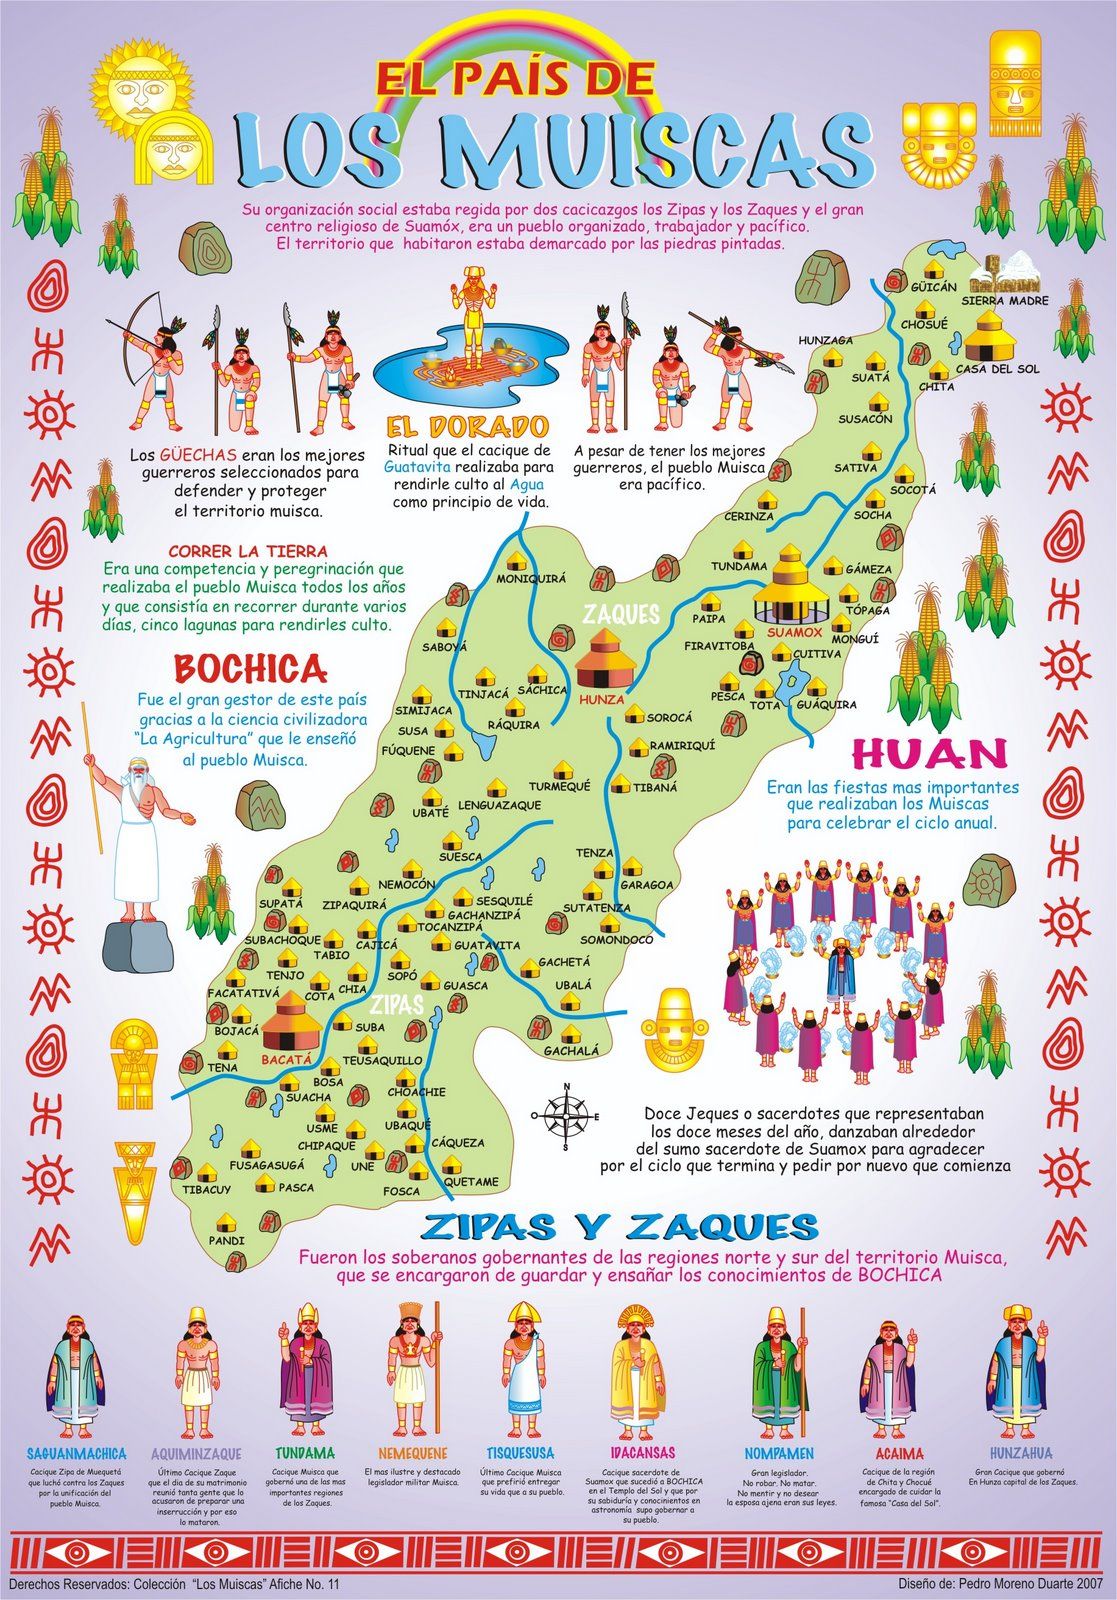 EL PAÍS DE
LOS MUISCAS
Su organización social estaba regida por dos cacicazgos los Zipas y los Zaques y el gran
centro religioso de Suamóx, era un pueblo organizado, trabajador y pacífico.
El territorio que habitaron estaba demarcado por las piedras pintadas.
Los GÜECHAS eran los mejores
guerreros seleccionados para
defender y proteger
el territorio muisca.
EL DORADO
Ritual que el cacique de
Guatavita realizaba para
rendirle culto al Agua
como principio de vida.
A pesar de tener los mejores
guerreros, el pueblo Muisca
era pacífico.
CORRER LA TIERRA
Era una competencia y peregrinación que
realizaba el pueblo Muisca todos los años
y que consistía en recorrer durante varios
días, cinco lagunas para rendirles culto.
BOCHICA
Fue el gran gestor de este país
gracias a la ciencia civilizadora
"La Agricultura" que le enseñó
al pueblo Muisca.
GÜICÁN
SIERRA MADRE
CHOSUÉ
HUNZAGA
CASA DEL SOL
SUATÁ
CHITA
SUSACÓN
SATIVA
SOCOTÁ
CERINZA
SOCHA
TUNDAMA
GÁMEZA
MONIQUIRÁ
ZAQUES
PAIPA
TÓPAGA
SUAMOX
MONGUÍ
SABOYÁ
FIRAVITOBA
CUITIVA
HUNZA
TINJACÁ
SÁCHICA
PESCA
TOTA
GUÁQUIRA
SIMIJACA
RÁQUIRA
SOROCÁ
SUSA
FÚQUENE
RAMIRIQUÍ
TURMEQUÉ
TIBANÁ
UBATÉ
LENGUAZAQUE
SUESCA
TENZA
NEMOCÓN
GARAGOA
SUPATÁ
ZIPAQUIRÁ
SESQUILÉ
GACHANZIPÁ
SUTATENZA
TOCANZIPÁ
SUBACHOQUE
CAJICÁ
GUATAVITA
SOMONDOCO
TABIO
TENJO
SOPÓ
GACHETÁ
FACATATIVÁ
COTA
CHIA
GUASCA
UBALÁ
ZIPAS
BOJACÁ
SUBA
BACATÁ
TEUSAQUILLO
GACHALÁ
TENA
BOSA
SUACHA
CHOACHIE
USME
UBAQUÉ
CHIPAQUE
CÁQUEZA
FUSAGASUGÁ
UNE
TIBACUY
PASCA
FOSCA
QUETAME
PANDI
N
O
E
S
HUAN
Eran las fiestas mas importantes
que realizaban los Muiscas
para celebrar el ciclo anual.
Doce Jeques o sacerdotes que representaban
los doce meses del año, danzaban alrededor
del sumo sacerdote de Suamox para agradecer
por el ciclo que termina y pedir por nuevo que comienza
ZIPAS Y ZAQUES
Fueron los soberanos gobernantes de las regiones norte y sur del territorio Muisca,
que se encargaron de guardar y ensañar los conocimientos de BOCHICA
SAGUANMACHICA
Cacique Zipa de Muequetá
que luchó contra los Zaques
por la unificación del
pueblo Muisca.
AQUIMINZAQUE
Último Cacique Zaque
que el día de su matrimonio
reunió tanta gente que lo
acusaron de preparar una
inserrucción y por eso
lo mataron.
TUNDAMA
Cacique Muisca que
gobernó una de las mas
importantes regiones
de los Zaques.
NEMEQUENE
El mas ilustre y destacado
legislador militar Muisca.
TISQUESUSA
Último Cacique Muisca
que prefirió entregar
su vida que a su pueblo.
IDACANSAS
Cacique sacerdote de
Suamox que sucedió a BOCHICA
en el Templo del Sol y que por
su sabiduría y conocimientos en
astronomía supo gobernar a
su pueblo.
NOMPAMEN
Gran legislador.
No robar. No matar.
No mentir y no desear
la esposa ajena eran sus leyes.
ACAIMA
Cacique de la región
de Chita y Chocué
encargado de cuidar la
famosa "Casa del Sol".
HUNZAHUA
Gran Cacique que gobernó
En Hunza capital de los Zaques.
Derechos Reservados: Colección "Los Muiscas" Afiche No. 11
Diseño de: Pedro Moreno Duarte 2007